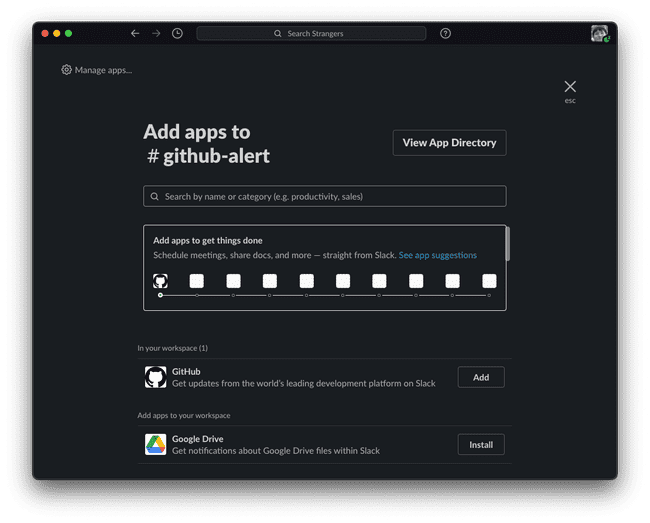 Search Strangers
Manage apps...
esc
Add apps to
# github-alert
View App Directory
Search by name or category (e.g. productivity, sales)
Add apps to get things done
Schedule meetings, share docs, and more — straight from Slack. See app suggestions
In your workspace (1)
GitHub
Get updates from the world's leading development platform on Slack
Add
Add apps to your workspace
Google Drive
Get notifications about Google Drive files within Slack
Install